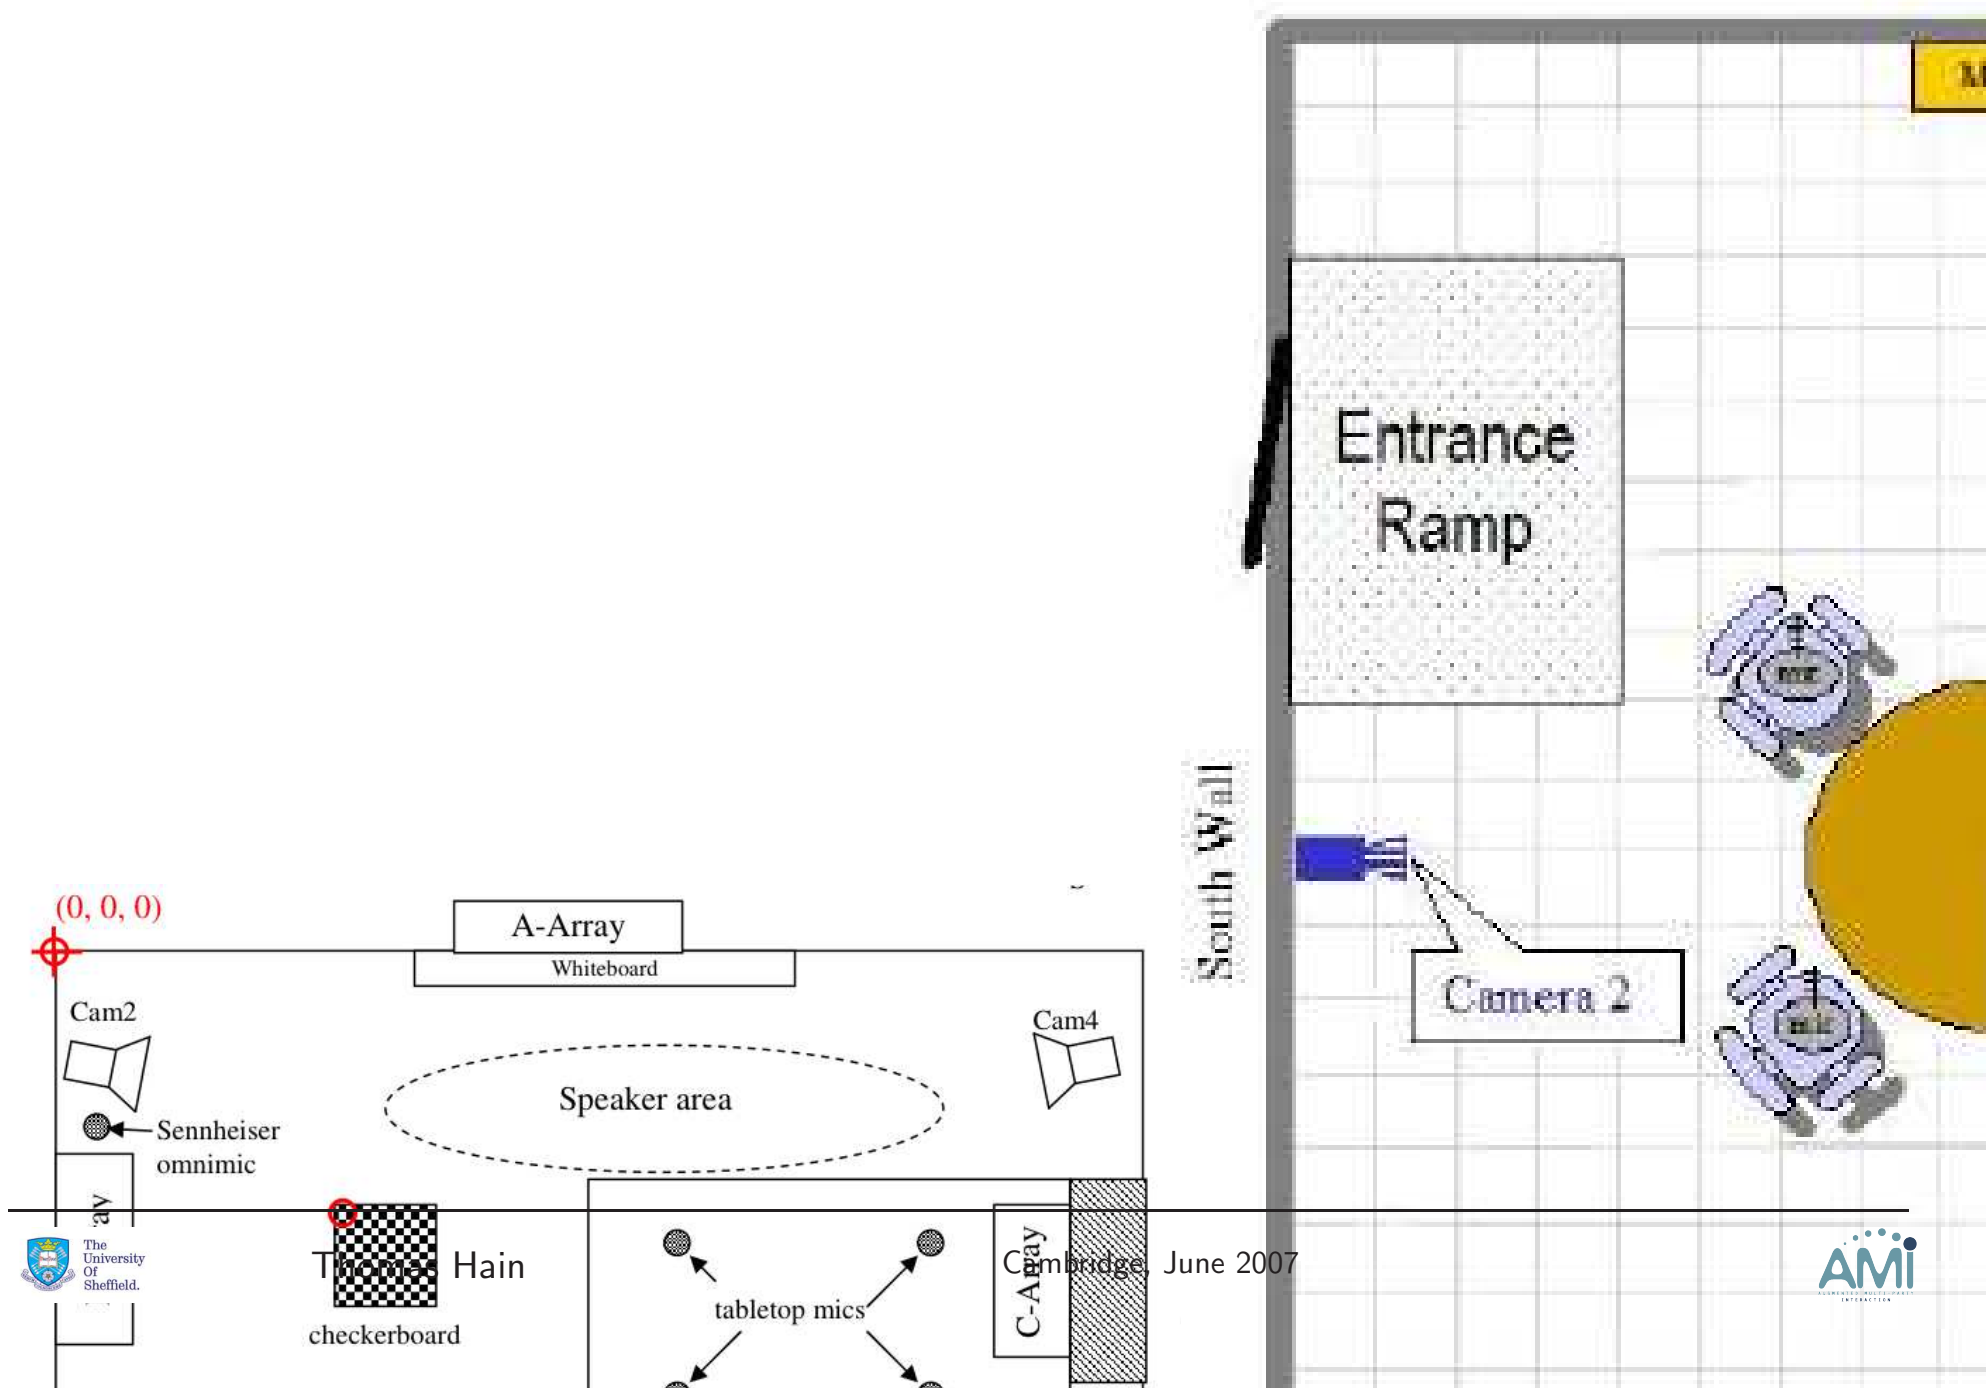 Entrance
Ramp
South Wall
Camera 2
(0, 0, 0)
A-Array
Whiteboard
Cam2
Cam4
Speaker area
Sennheiser
omnimic
C-Array
tabletop mics
checkerboard
The
University
Of
Sheffield.
Thomas Hain
Cambridge, June 2007
AMI